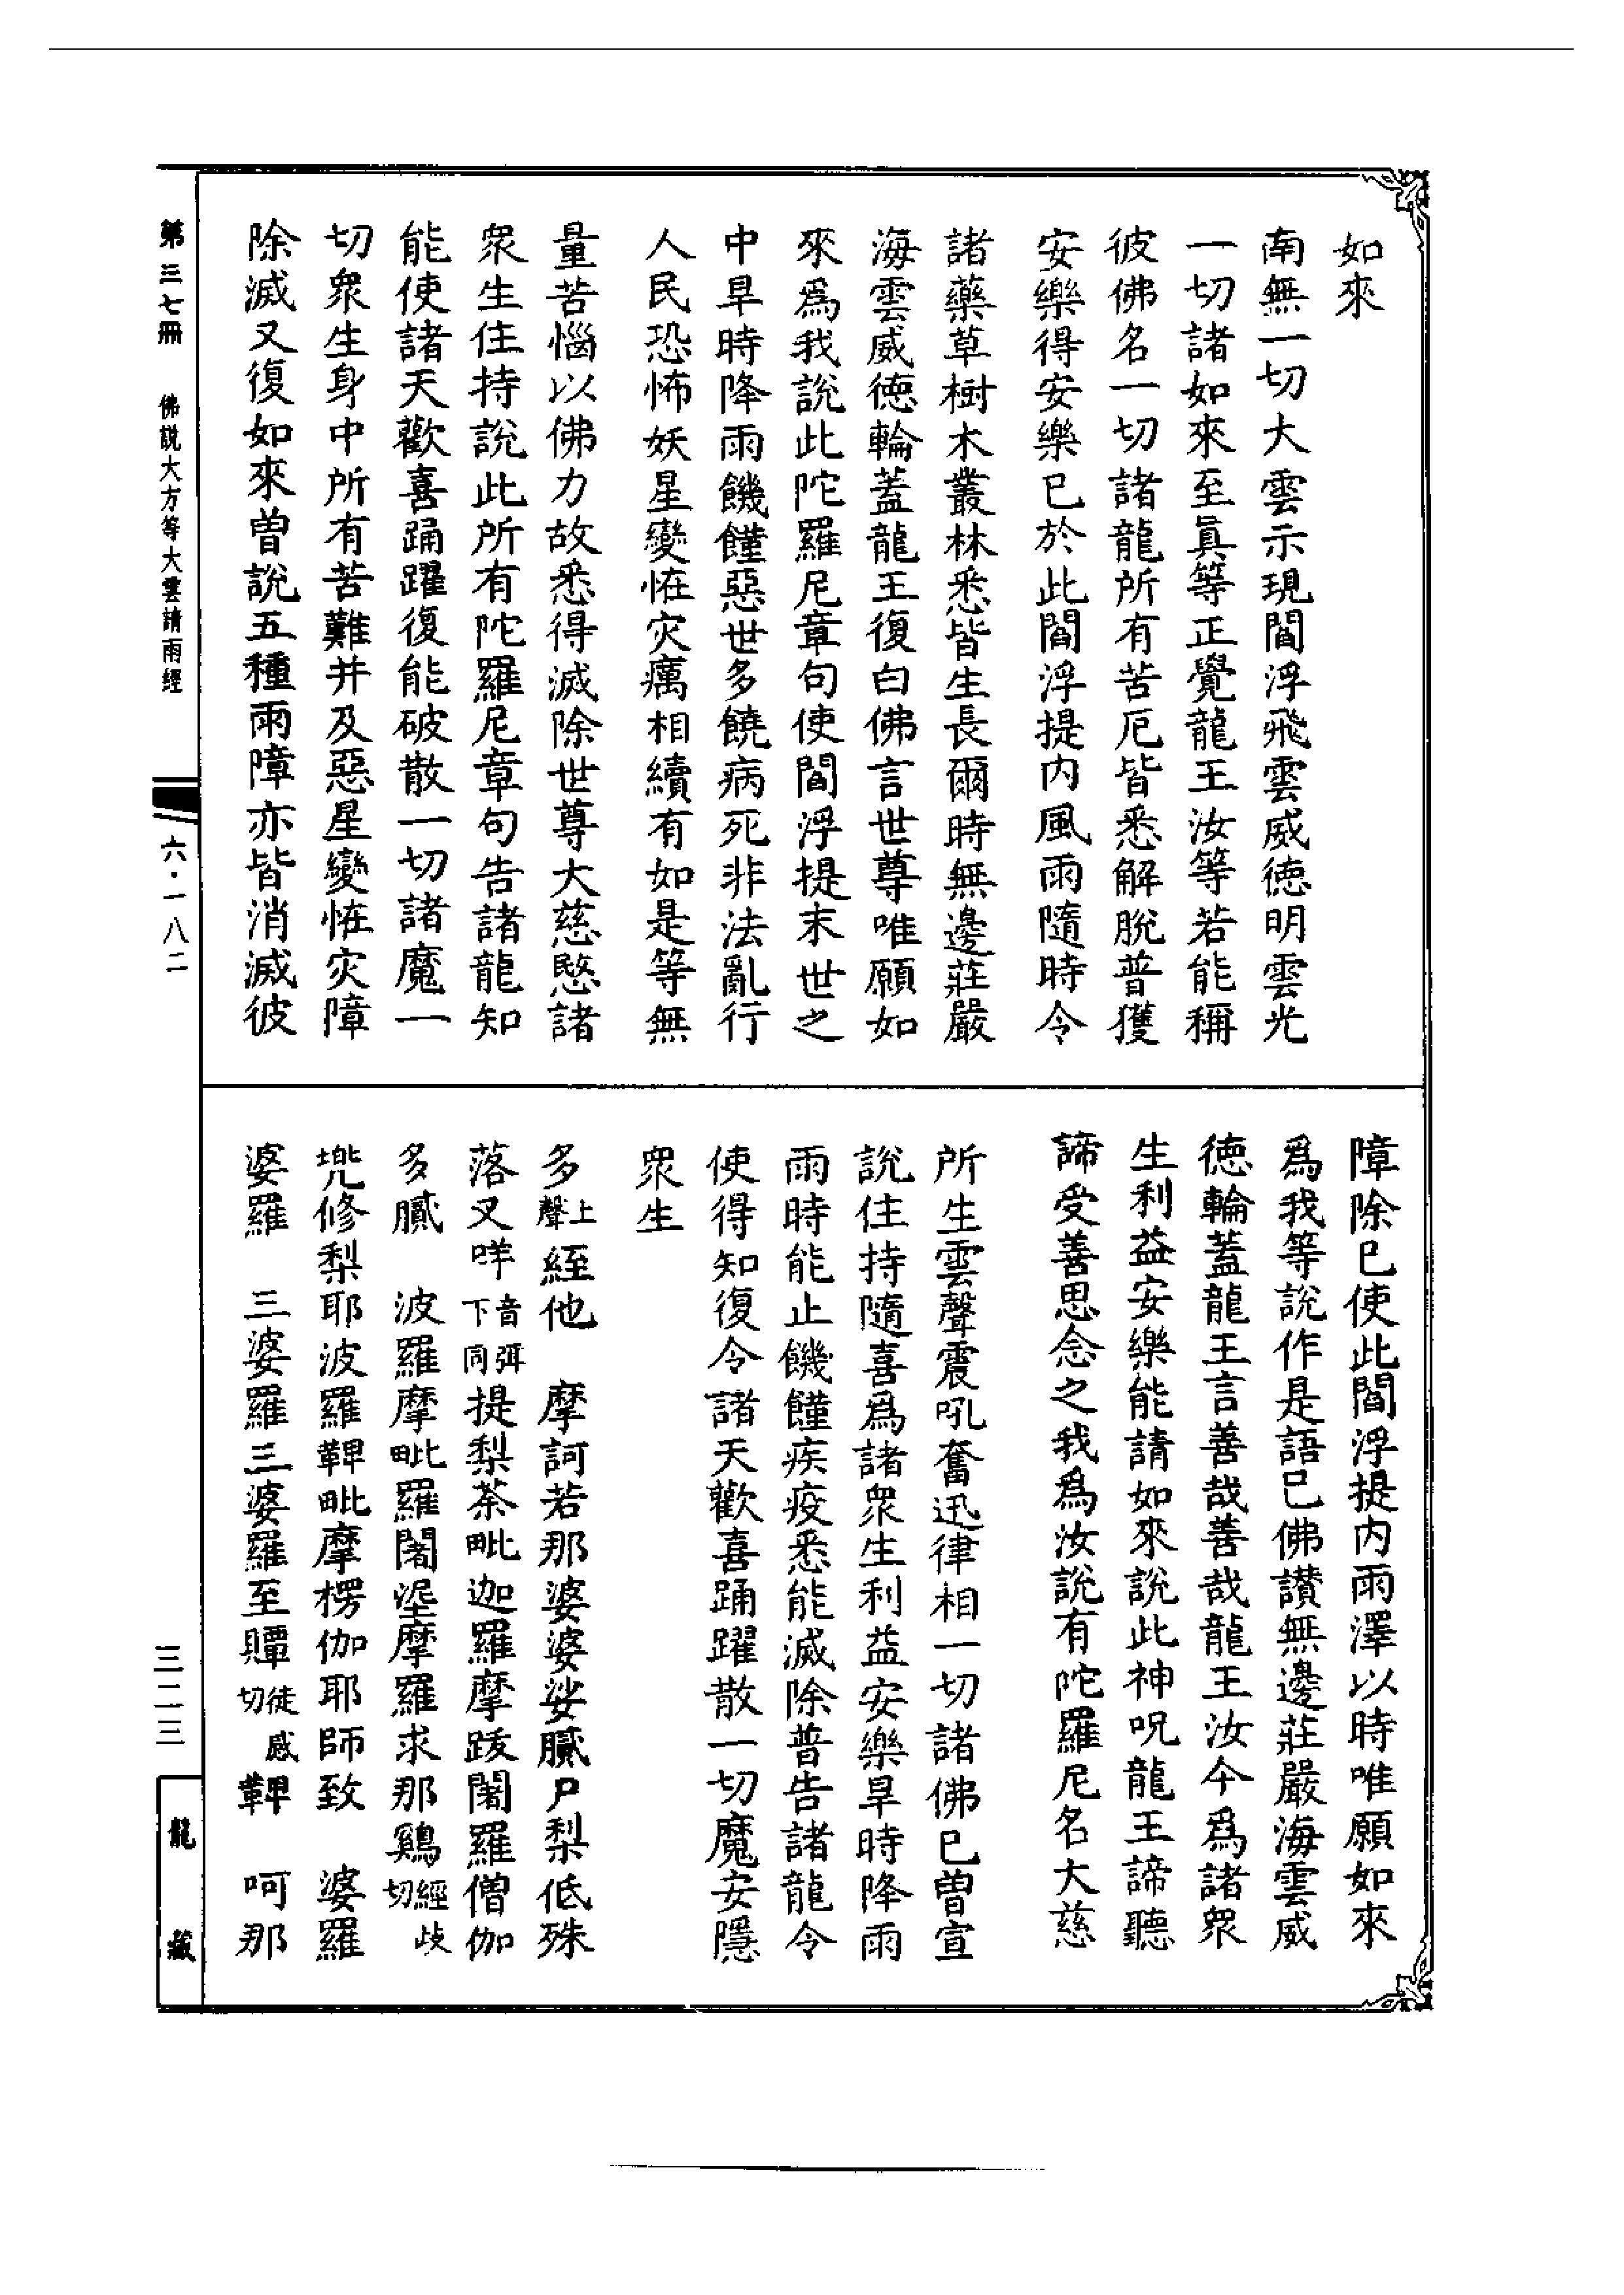 如來
南無一切大雲示現閻浮飛雲威德明雲光
一切諸如來至眞等正覺龍王汝等若能稱
彼佛名一切諸龍所有苦厄皆悉解脫普獲
安樂得安樂已於此閻浮提內風雨隨時令
諸藥草樹木叢林悉皆生長爾時無邊莊嚴
海雲威德輪蓋龍王復白佛言世尊唯願如
來爲我說此陀羅尼章句使閻浮提末世之
中旱時降雨饑饉惡世多饒病死非法亂行
人民恐怖妖星變怪灾癘相續有如是等無
量苦惱以佛力故悉得滅除世尊大慈愍諸
衆生住持說此所有陀羅尼章句告諸龍知
能使諸天歡喜踊躍復能破散一切諸魔一
切衆生身中所有苦難并及惡星變怪灾障
除滅又復如來曽說五種雨障亦皆消滅彼
障除已使此閻浮提內雨澤以時唯願如來
爲我等說作是語已佛讃無邊莊嚴海雲威
德輪蓋龍王言善哉善哉龍王汝今爲諸衆
生利益安樂能請如來說此神呪龍王諦聽
諦受善思念之我爲汝說有陀羅尼名大慈
所生雲聲震吼奮迅律相一切諸佛已曽宣
說住持隨喜爲諸衆生利益安樂旱時降雨
雨時能止饑饉疾疫悉能滅除普告諸龍令
使得知復令諸天歡喜踊躍散一切魔安隱
衆生
多上聲絰他　摩訶若那婆婆娑膩尸梨低殊
落叉哶音弭下同提梨茶毗迦羅摩跋闍羅僧伽
多膩　波羅摩毗羅闍埿摩羅求那鷄經歧切
兠修梨耶波羅鞞毗摩楞伽耶師致　婆羅
婆羅　三婆羅三婆羅至贉徒感切鞞　呵那
第三七冊　佛説大方等大雲請雨經
六·一八二
三二三
龍藏